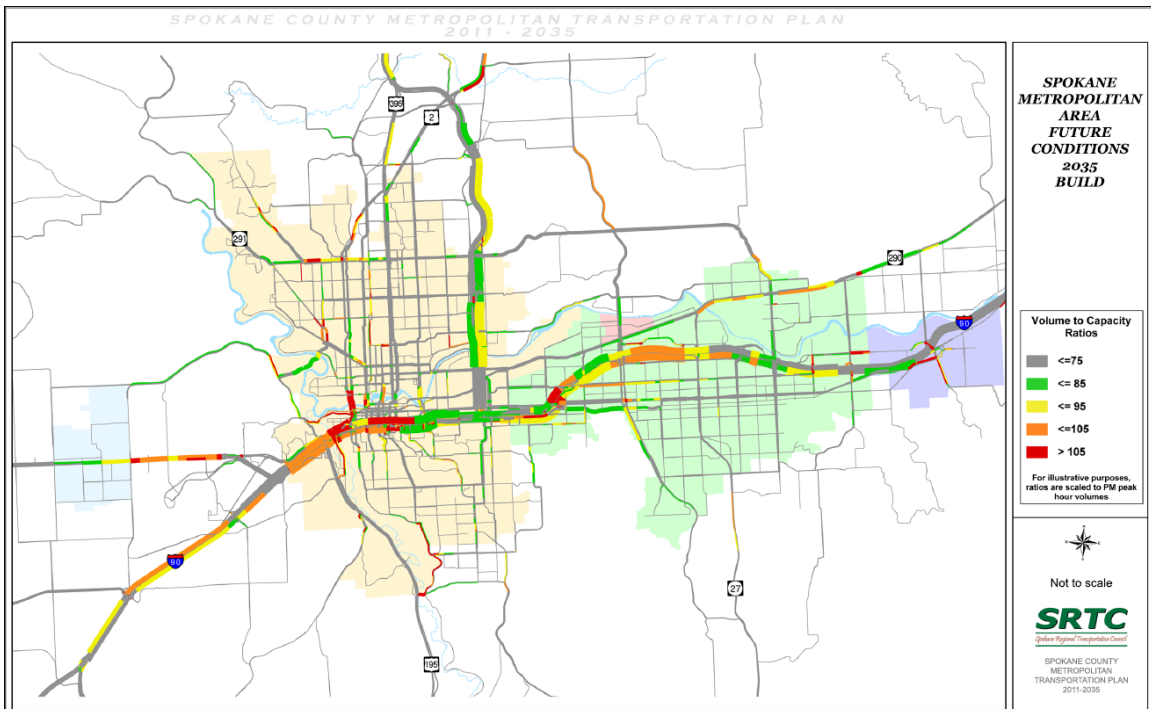 SPOKANE COUNTY METROPOLITAN TRANSPORTATION PLAN
2011 - 2035
395
2
291
290
90
90
27
195
SPOKANE
METROPOLITAN
AREA
FUTURE
CONDITIONS
2035
BUILD
Volume to Capacity
Ratios
<=75
<= 85
<= 95
<=105
> 105
For illustrative purposes,
ratios are scaled to PM peak
hour volumes
Not to scale
SRTC
Spokane Regional Transportation Council
SPOKANE COUNTY
METROPOLITAN
TRANSPORTATION PLAN
2011-2035